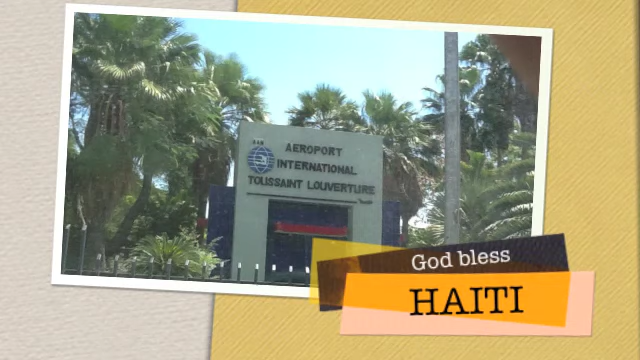 AEROPORT
INTERNATIONAL
TOUSSAINT LOUVERTURE
God bless
HAITI